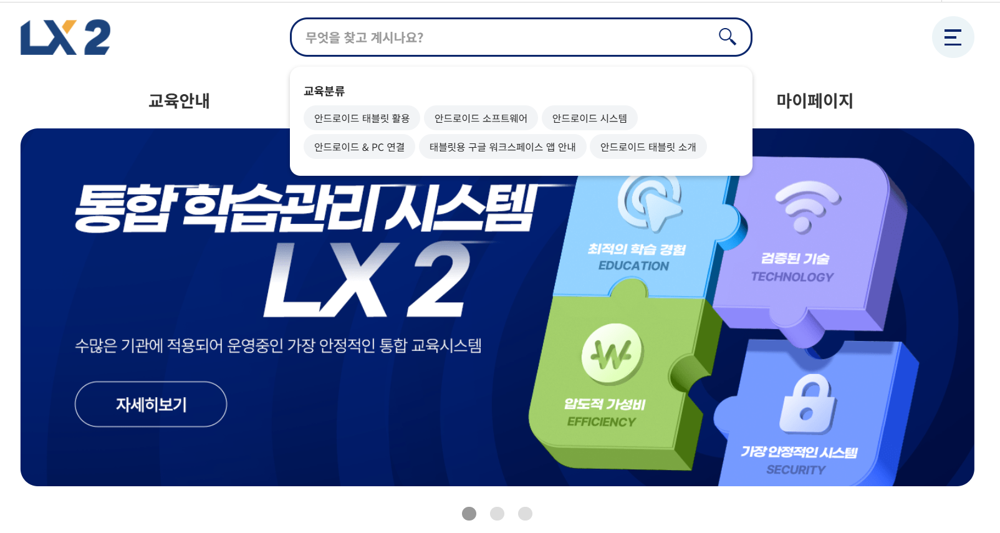 LX 2
무엇을 찾고 계시나요?
교육안내
마이페이지
교육분류
안드로이드 태블릿 활용
안드로이드 소프트웨어
안드로이드 시스템
안드로이드 & PC 연결
태블릿용 구글 워크스페이스 앱 안내
안드로이드 태블릿 소개
통합 학습관리 시스템
LX 2
수많은 기관에 적용되어 운영중인 가장 안정적인 통합 교육시스템
자세히보기
최적의 학습 경험
EDUCATION
검증된 기술
TECHNOLOGY
압도적 가성비
EFFICIENCY
가장 안정적인 시스템
SECURITY